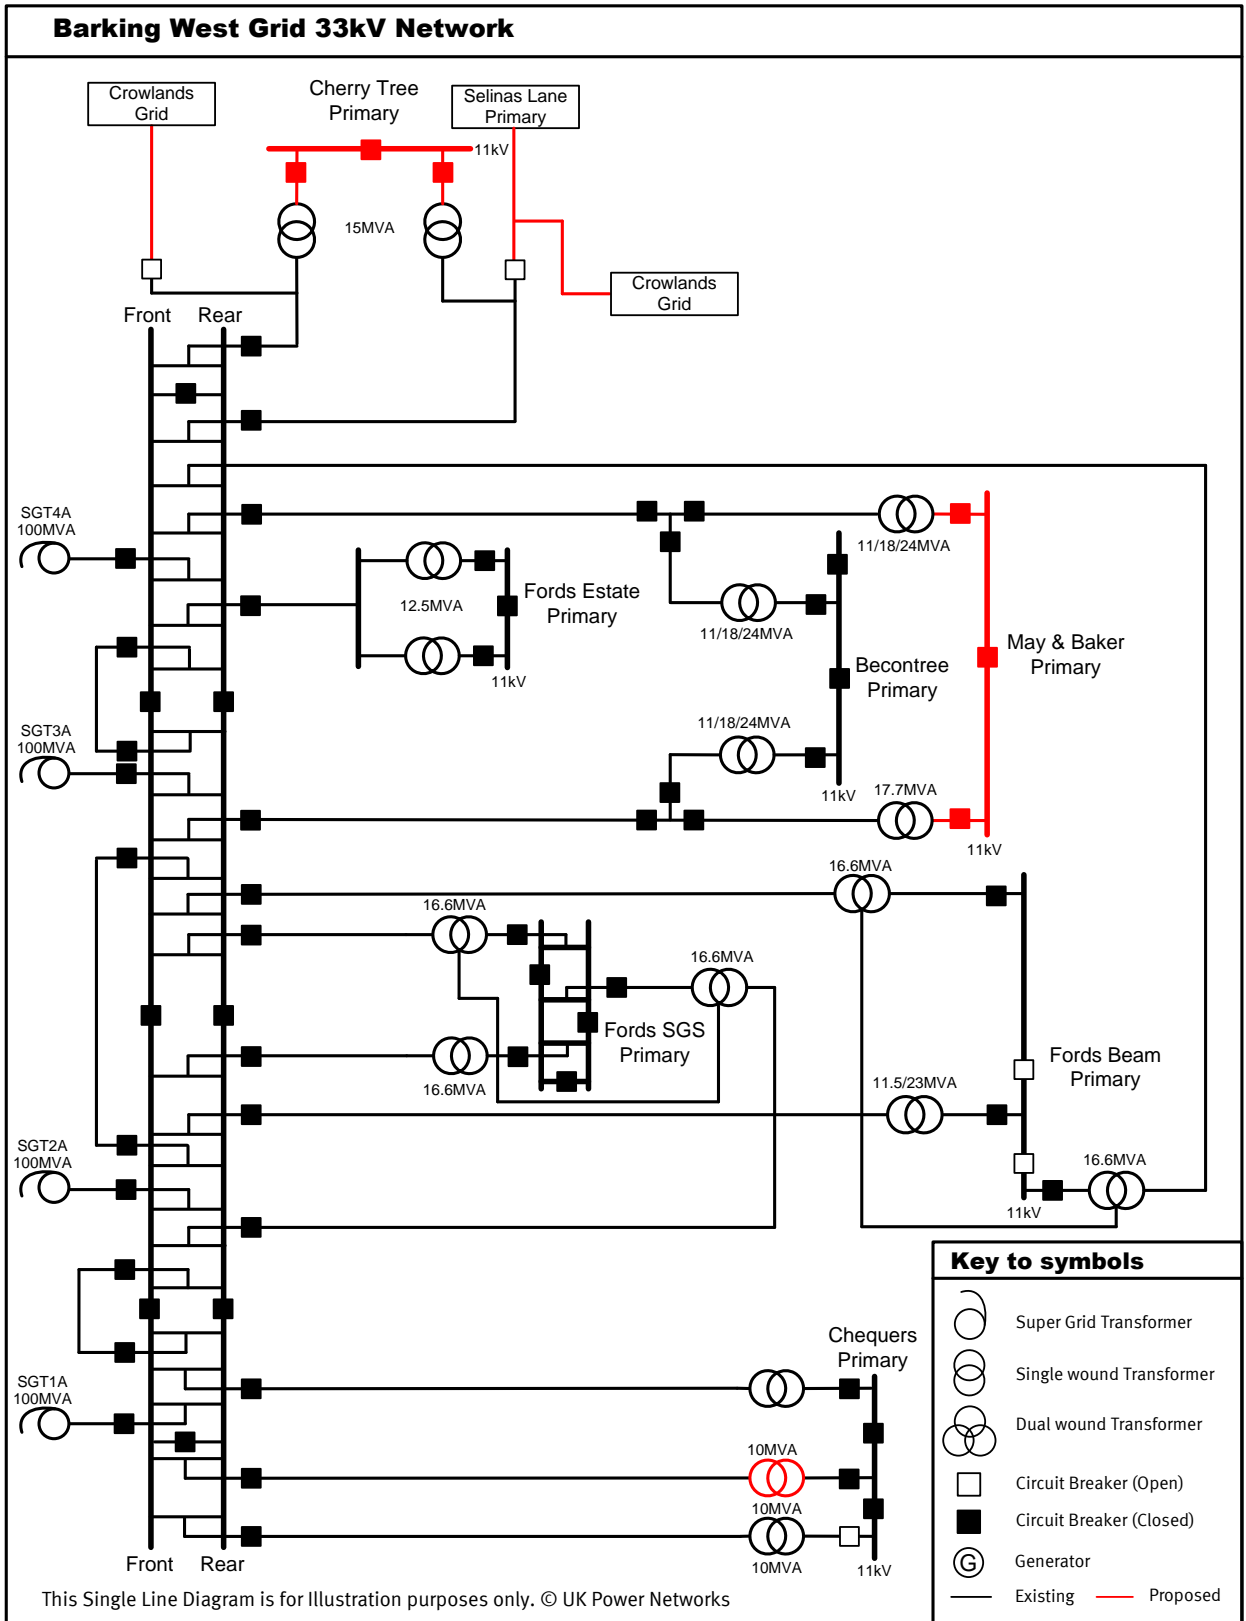 Barking West Grid 33kV Network
Crowlands
Grid
Cherry Tree
Primary
Selinas Lane
Primary
11kV
15MVA
Crowlands
Grid
Front
Rear
SGT4A
100MVA
11/18/24MVA
12.5MVA
Fords Estate
Primary
11/18/24MVA
11kV
May & Baker
Primary
Becontree
Primary
SGT3A
100MVA
11/18/24MVA
11kV
17.7MVA
11kV
16.6MVA
16.6MVA
16.6MVA
Fords SGS
Primary
16.6MVA
Fords Beam
Primary
11.5/23MVA
SGT2A
100MVA
16.6MVA
11kV
Chequers
Primary
SGT1A
100MVA
10MVA
10MVA
10MVA
11kV
Front
Rear
Key to symbols
Super Grid Transformer
Single wound Transformer
Dual wound Transformer
Circuit Breaker (Open)
Circuit Breaker (Closed)
G
Generator
Existing
Proposed
This Single Line Diagram is for Illustration purposes only. © UK Power Networks